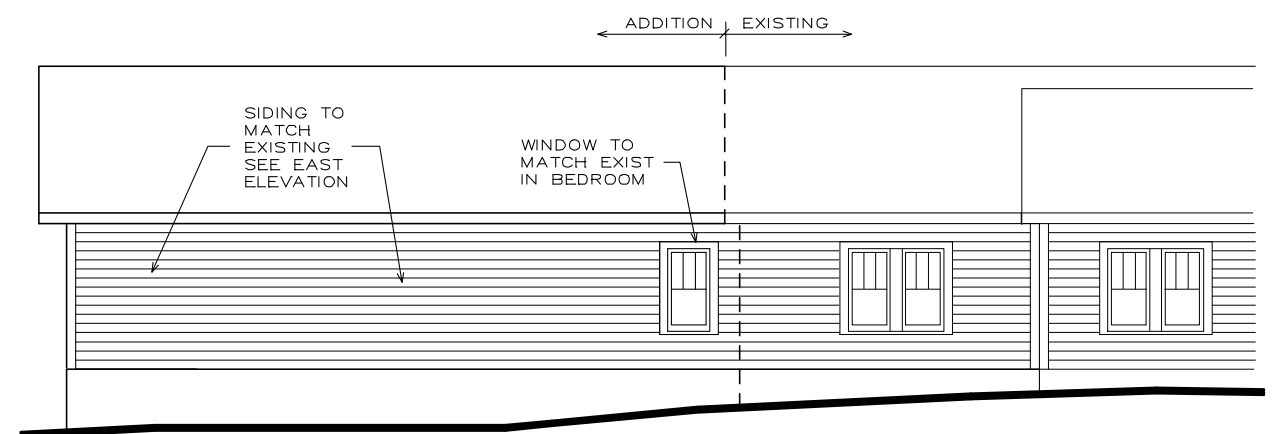 ADDITION EXISTING
SIDING TO
MATCH
EXISTING
SEE EAST
ELEVATION
WINDOW TO
MATCH EXIST
IN BEDROOM